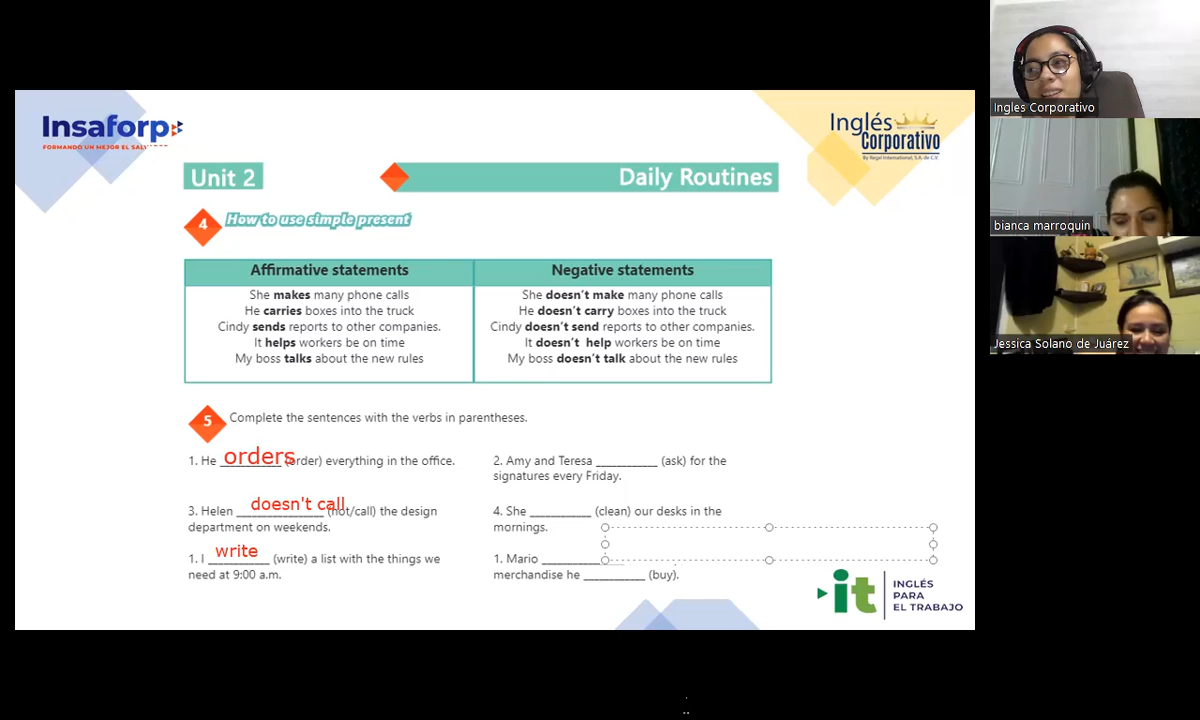 Insaforp
FORMANDO UN MEJOR EL
Inglés
Corporativo
By Regal International, S.A. de C.V.
Unit 2
Daily Routines
4
How to use simple present
Affirmative statements
Negative statements
She makes many phone calls
He carries boxes into the truck
Cindy sends reports to other companies.
It helps workers be on time
My boss talks about the new rules
She doesn't make many phone calls
He doesn't carry boxes into the truck
Cindy doesn't send reports to other companies.
It doesn't help workers be on time
My boss doesn't talk about the new rules
5
Complete the sentences with the verbs in parentheses.
1. He ___________ (order) everything in the office.
orders
2. Amy and Teresa ___________ (ask) for the
signatures every Friday.
3. Helen ________________ (not/call) the design
doesn't call
department on weekends.
4. She ___________ (clean) our desks in the
mornings.
1. I ___________ (write) a list with the things we
write
need at 9:00 a.m.
1. Mario ___________
merchandise he ___________ (buy).
it
INGLÉS
PARA
EL TRABAJO
Ingles Corporativo
bianca marroquin
Jessica Solano de Juárez